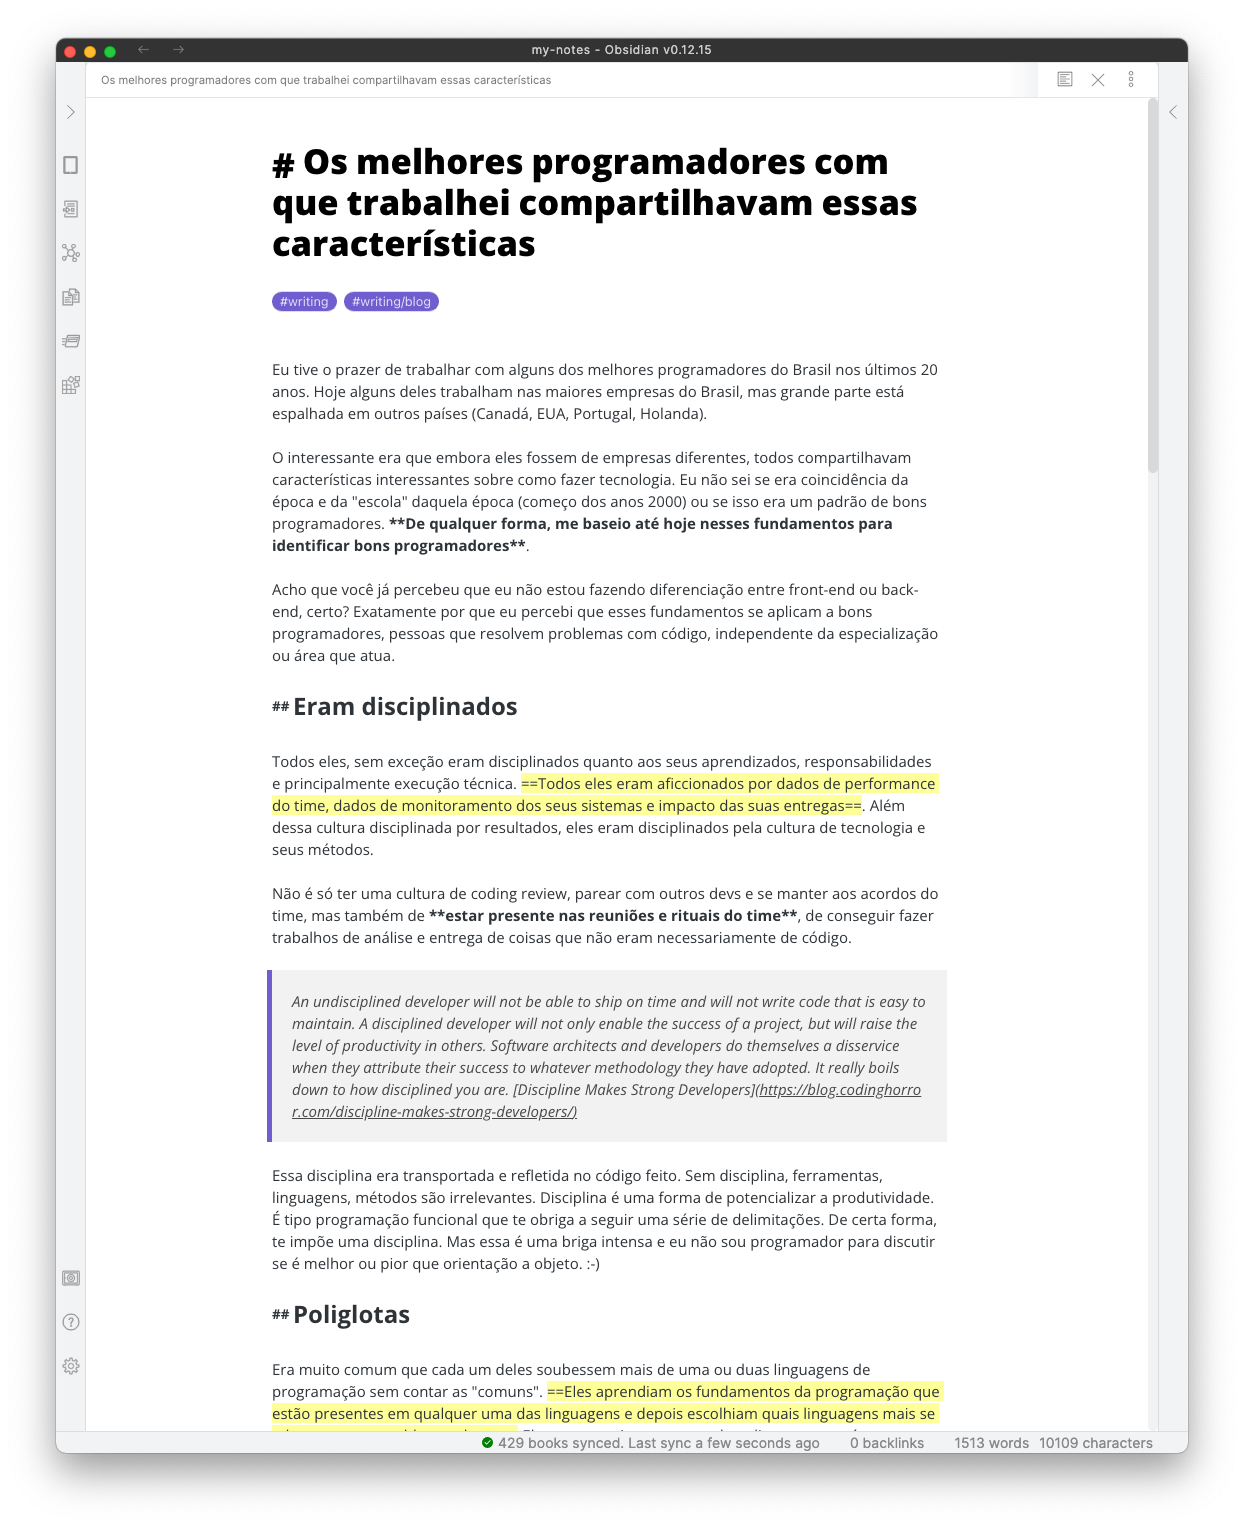 my-notes - Obsidian v0.12.15
Os melhores programadores com que trabalhei compartilhavam essas características
# Os melhores programadores com
que trabalhei compartilhavam essas
características
#writing #writing/blog
Eu tive o prazer de trabalhar com alguns dos melhores programadores do Brasil nos últimos 20
anos. Hoje alguns deles trabalham nas maiores empresas do Brasil, mas grande parte está
espalhada em outros países (Canadá, EUA, Portugal, Holanda).
O interessante era que embora eles fossem de empresas diferentes, todos compartilhavam
características interessantes sobre como fazer tecnologia. Eu não sei se era coincidência da
época e da "escola" daquela época (começo dos anos 2000) ou se isso era um padrão de bons
programadores. **De qualquer forma, me baseio até hoje nesses fundamentos para
identificar bons programadores**.
Acho que você já percebeu que eu não estou fazendo diferenciação entre front-end ou back-
end, certo? Exatamente por que eu percebi que esses fundamentos se aplicam a bons
programadores, pessoas que resolvem problemas com código, independente da especialização
ou área que atua.
## Eram disciplinados
Todos eles, sem exceção eram disciplinados quanto aos seus aprendizados, responsabilidades
e principalmente execução técnica. ==Todos eles eram aficcionados por dados de performance
do time, dados de monitoramento dos seus sistemas e impacto das suas entregas==. Além
dessa cultura disciplinada por resultados, eles eram disciplinados pela cultura de tecnologia e
seus métodos.
Não é só ter uma cultura de coding review, parear com outros devs e se manter aos acordos do
time, mas também de **estar presente nas reuniões e rituais do time**, de conseguir fazer
trabalhos de análise e entrega de coisas que não eram necessariamente de código.
An undisciplined developer will not be able to ship on time and will not write code that is easy to
maintain. A disciplined developer will not only enable the success of a project, but will raise the
level of productivity in others. Software architects and developers do themselves a disservice
when they attribute their success to whatever methodology they have adopted. It really boils
down to how disciplined you are. [Discipline Makes Strong Developers](https://blog.codinghorro
r.com/discipline-makes-strong-developers/)
Essa disciplina era transportada e refletida no código feito. Sem disciplina, ferramentas,
linguagens, métodos são irrelevantes. Disciplina é uma forma de potencializar a produtividade.
É tipo programação funcional que te obriga a seguir uma série de delimitações. De certa forma,
te impõe uma disciplina. Mas essa é uma briga intensa e eu não sou programador para discutir
se é melhor ou pior que orientação a objeto. :-)
## Poliglotas
Era muito comum que cada um deles soubessem mais de uma ou duas linguagens de
programação sem contar as "comuns". ==Eles aprendiam os fundamentos da programação que
estão presentes em qualquer uma das linguagens e depois escolhiam quais linguagens mais se
429 books synced. Last sync a few seconds ago 0 backlinks 1513 words 10109 characters